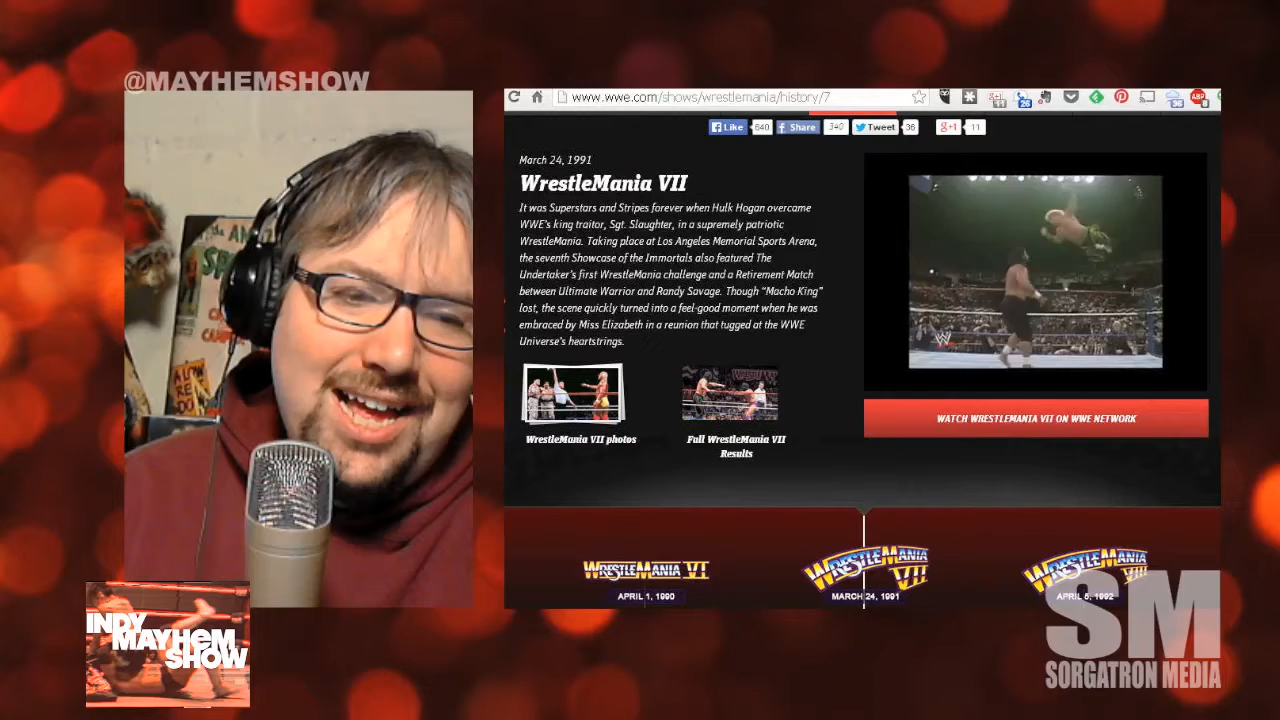 @MAYHEMSHOW
www.wwe.com/shows/wrestlemania/history/7
Like 640 Share 340 Tweet 36 +1 11
March 24, 1991
WrestleMania VII
It was Superstars and Stripes forever when Hulk Hogan overcame
WWE's king traitor, Sgt. Slaughter, in a supremely patriotic
WrestleMania. Taking place at Los Angeles Memorial Sports Arena,
the seventh Showcase of the Immortals also featured The
Undertaker's first WrestleMania challenge and a Retirement Match
between Ultimate Warrior and Randy Savage. Though "Macho King"
lost, the scene quickly turned into a feel-good moment when he was
embraced by Miss Elizabeth in a reunion that tugged at the WWE
Universe's heartstrings.
WrestleMania VII photos
Full WrestleMania VII
Results
WATCH WRESTLEMANIA VII ON WWE NETWORK
WRESTLEMANIA VI
APRIL 1, 1990
WRESTLEMANIA
VII
MARCH 24, 1991
WRESTLEMANIA
VIII
APRIL 5, 1992
INDY
MAYHEM
SHOW
SM
SORGATRON MEDIA